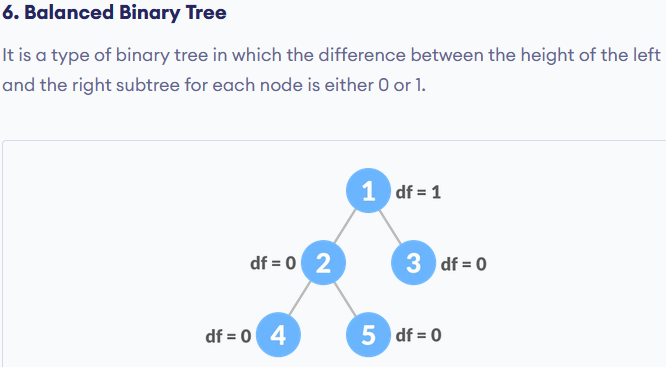 6. Balanced Binary Tree
It is a type of binary tree in which the difference between the height of the left
and the right subtree for each node is either 0 or 1.
1 df = 1
df = 0 2 3 df = 0
df = 0 4 5 df = 0